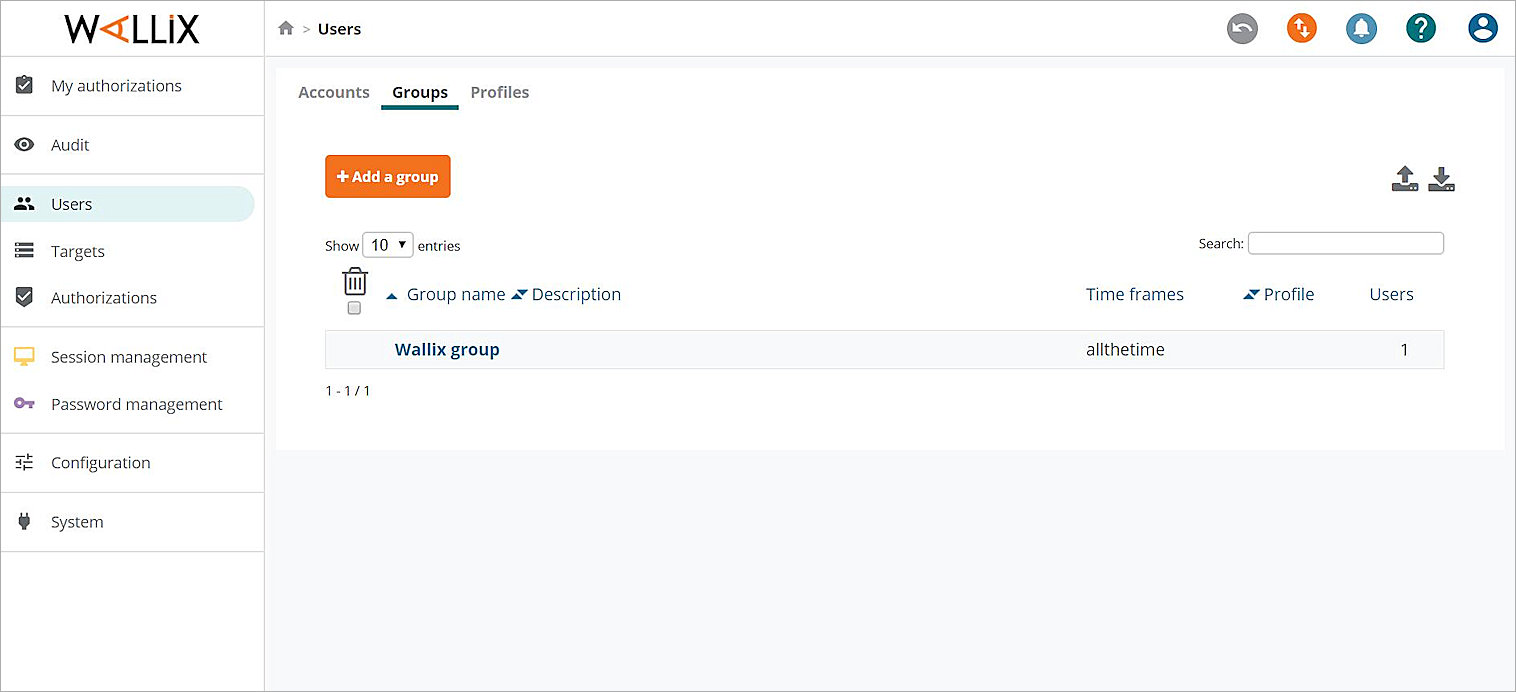 WALLIX
> Users
My authorizations
Audit
Users
Targets
Authorizations
Session management
Password management
Configuration
System
Accounts Groups Profiles
+ Add a group
Show 10 entries
Search:
Group name Description Time frames Profile Users
Wallix group allthetime 1
1 - 1 / 1